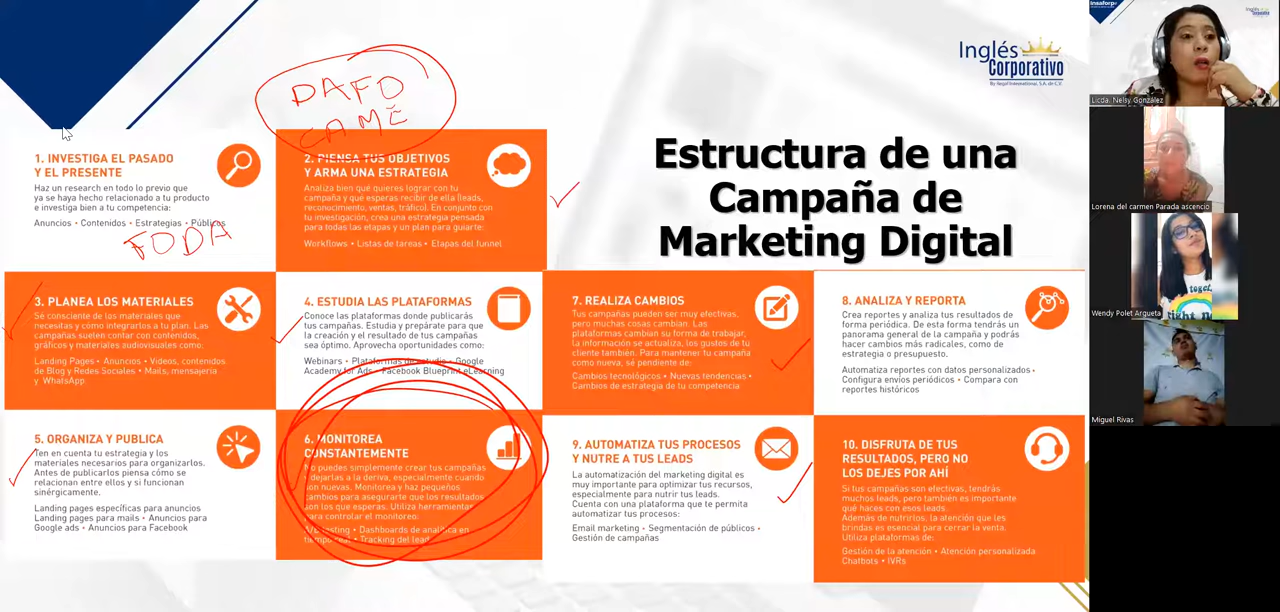 insaforp
Inglés
Corporativo
Inglés
Corporativo
By Regal International, S.A. de C.V.
DAFO
CAME
Estructura de una
Campaña de
Marketing Digital
1. INVESTIGA EL PASADO
Y EL PRESENTE
Haz un research en todo lo previo que
ya se haya hecho relacionado a tu producto
e investiga bien a tu competencia:
Anuncios • Contenidos • Estrategias • Públicos
FODA
2. PIENSA TUS OBJETIVOS
Y ARMA UNA ESTRATEGIA
Analiza bien qué quieres lograr con tu
campaña y qué esperas recibir de ella (leads,
reconocimiento, ventas, tráfico). En conjunto con
tu investigación, crea una estrategia pensada
para todas las etapas y un plan para guiarte:
Workflows • Listas de tareas • Etapas del funnel
3. PLANEA LOS MATERIALES
Sé consciente de los materiales que
necesitas y cómo integrarlos a tu plan. Las
campañas suelen contar con contenidos,
gráficos y materiales audiovisuales como:
Landing Pages • Anuncios • Videos, contenidos
de Blog y Redes Sociales • Mails, mensajería
y WhatsApp.
4. ESTUDIA LAS PLATAFORMAS
Conoce las plataformas donde publicarás
tus campañas. Estudia y prepárate para que
la creación y el resultado de tus campañas
sea óptimo. Aprovecha oportunidades como:
Webinars • Plataformas de estudio • Google
Academy for Ads • Facebook Blueprint eLearning
5. ORGANIZA Y PUBLICA
Ten en cuenta tu estrategia y los
materiales necesarios para organizarlos.
Antes de publicarlos piensa cómo se
relacionan entre ellos y si funcionan
sinérgicamente.
Landing pages específicas para anuncios
Landing pages para mails • Anuncios para
Google ads • Anuncios para Facebook
6. MONITOREA
CONSTANTEMENTE
No puedes simplemente crear tus campañas
y dejarlas a la deriva, especialmente cuando
son nuevas. Monitorea y haz pequeños
cambios para asegurarte que los resultados
son los que esperas. Utiliza herramientas
para controlar el monitoreo:
A/B testing • Dashboards de analítica en
tiempo real • Tracking del lead
7. REALIZA CAMBIOS
Tus campañas pueden ser muy efectivas,
pero muchas cosas cambian. Las
plataformas cambian su forma de trabajar,
la información se actualiza, los gustos de tu
cliente también. Para mantener tu campaña
como nueva, sé pendiente de:
Cambios tecnológicos • Nuevas tendencias •
Cambios de estrategia de tu competencia
8. ANALIZA Y REPORTA
Crea reportes y analiza tus resultados de
forma periódica. De esta forma tendrás un
panorama general de la campaña y podrás
hacer cambios más radicales, como de
estrategia o presupuesto.
Automatiza reportes con datos personalizados •
Configura envíos periódicos • Compara con
reportes históricos
9. AUTOMATIZA TUS PROCESOS
Y NUTRE A TUS LEADS
La automatización del marketing digital es
muy importante para optimizar tus recursos,
especialmente para nutrir tus leads.
Cuenta con una plataforma que te permita
automatizar tus procesos:
Email marketing • Segmentación de públicos •
Gestión de campañas
10. DISFRUTA DE TUS
RESULTADOS, PERO NO
LOS DEJES POR AHÍ
Si tus campañas son efectivas, tendrás
muchos leads, pero también es importante
qué haces con esos leads.
Además de nutrirlos, la atención que les
brindas es esencial para cerrar la venta.
Utiliza plataformas de:
Gestión de la atención • Atención personalizada
Chatbots • IVRs
Licda. Nelsy González
Lorena del carmen Parada ascencio
Wendy Polet Argueta
Miguel Rivas